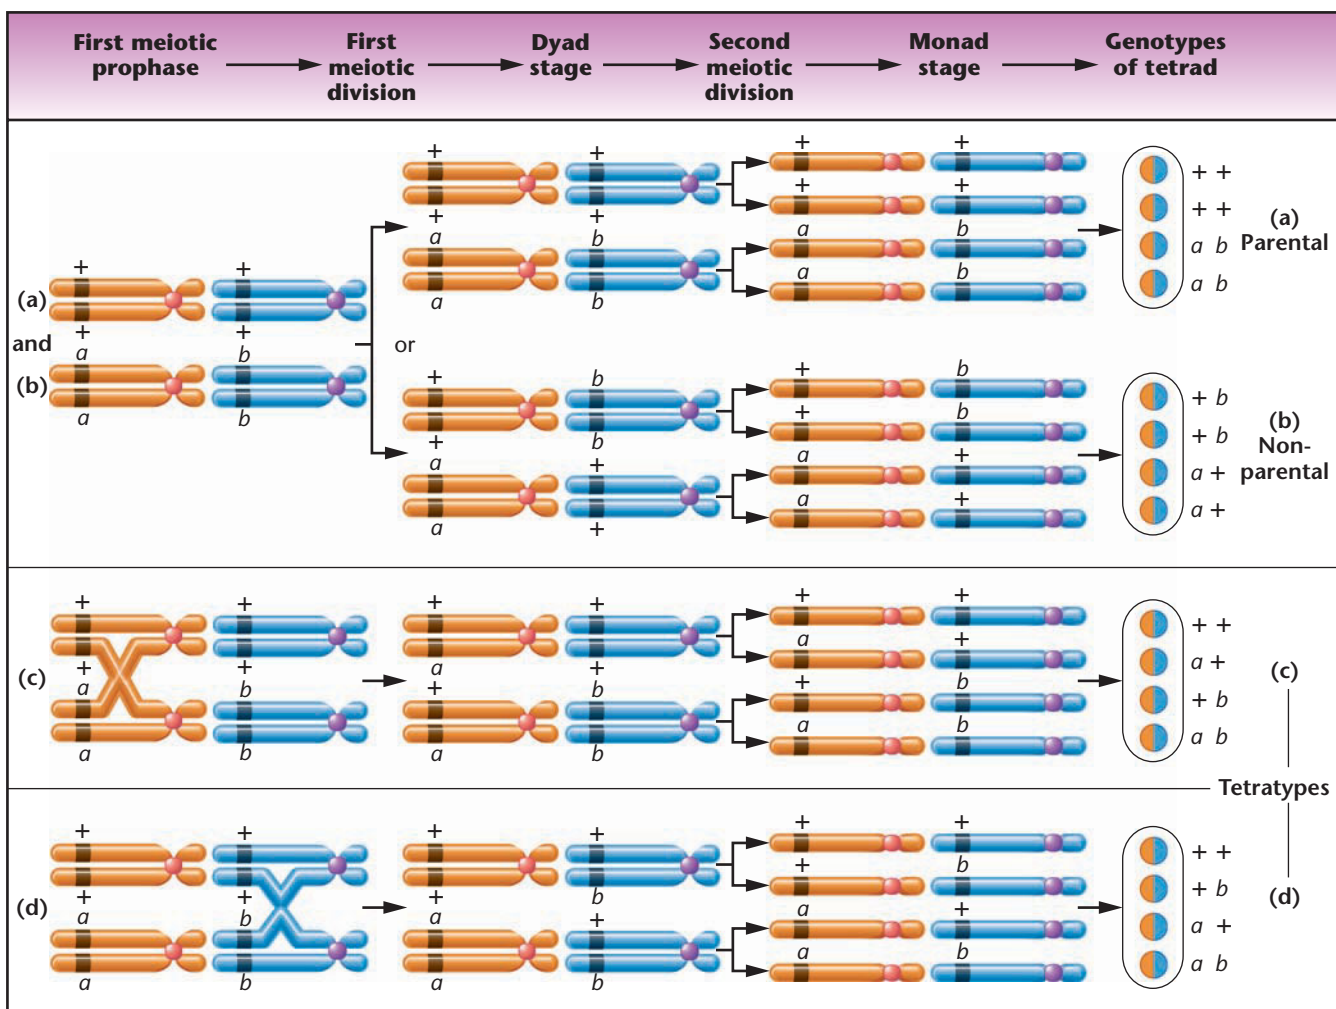 First meiotic prophase
First meiotic division
Dyad stage
Second meiotic division
Monad stage
Genotypes of tetrad
+ + + +
+ + + +
+ + + + + +
a b a b
(a) + + a b a b a b (a) Parental
and + + a b a b
(b) a b or
a b
+ b + b + b
+ b + b + b
a + a + a + (b) Non-parental
a + a + a +
+ + + + + + + +
+ + a + a + a +
(c) a b + b + b + b (c)
a b a b a b a b
Tetratypes
+ + + + + + + +
+ + + b + b + b
(d) a b a + a + a + (d)
a b a b a b a b